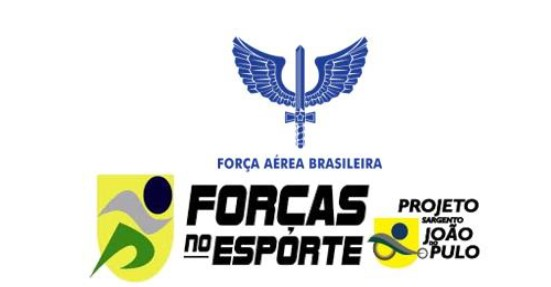 FORÇA AÉREA BRASILEIRA
FORÇAS
NO ESPORTE
PROJETO
SARGENTO
JOÃO
DO PULO